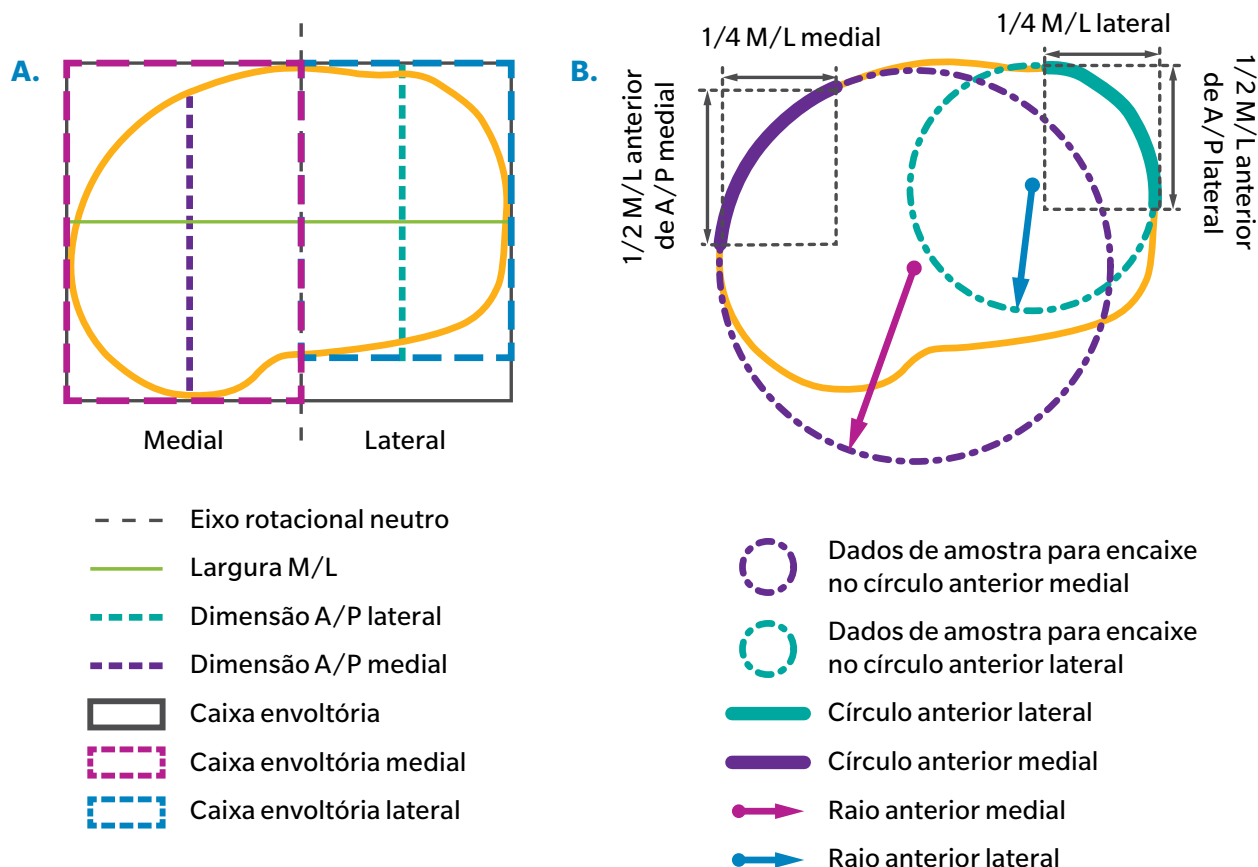 A.
Medial
Lateral
Eixo rotacional neutro
Largura M/L
Dimensão A/P lateral
Dimensão A/P medial
Caixa envoltória
Caixa envoltória medial
Caixa envoltória lateral
B.
1/4 M/L medial
1/4 M/L lateral
1/2 M/L anterior
de A/P medial
1/2 M/L anterior
de A/P lateral
Dados de amostra para encaixe
no círculo anterior medial
Dados de amostra para encaixe
no círculo anterior lateral
Círculo anterior lateral
Círculo anterior medial
Raio anterior medial
Raio anterior lateral